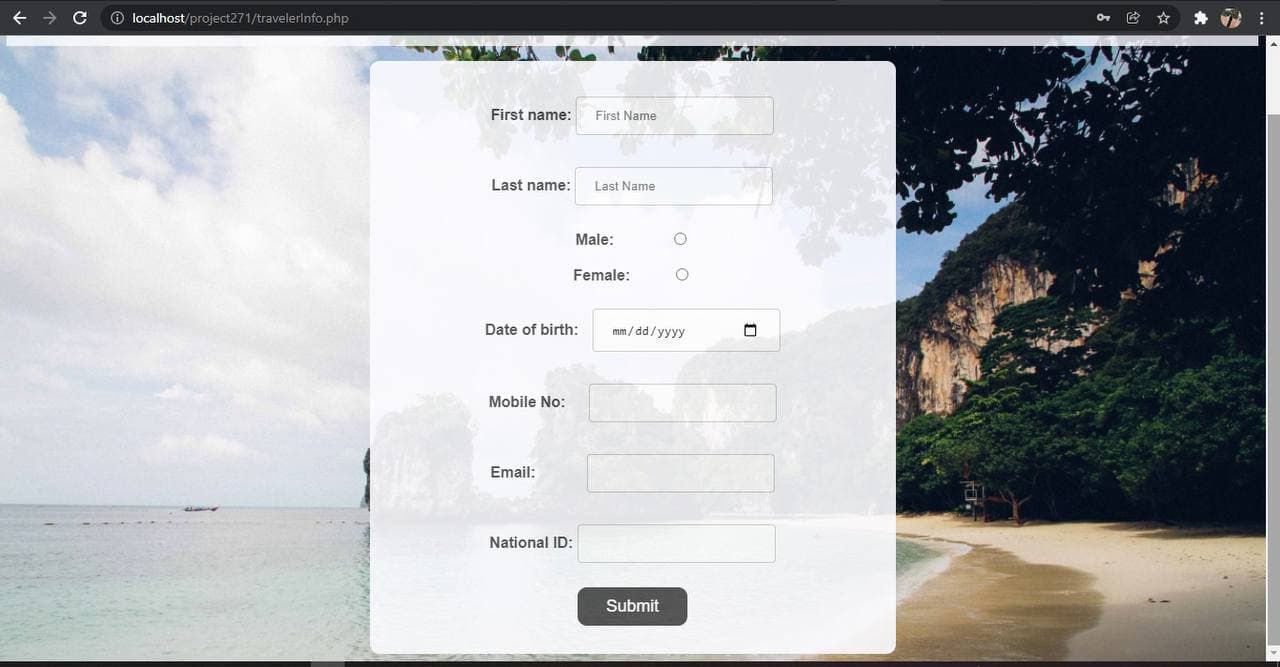 localhost/project271/travelerInfo.php
First name: First Name
Last name: Last Name
Male:
Female:
Date of birth: mm/dd/yyyy
Mobile No:
Email:
National ID:
Submit